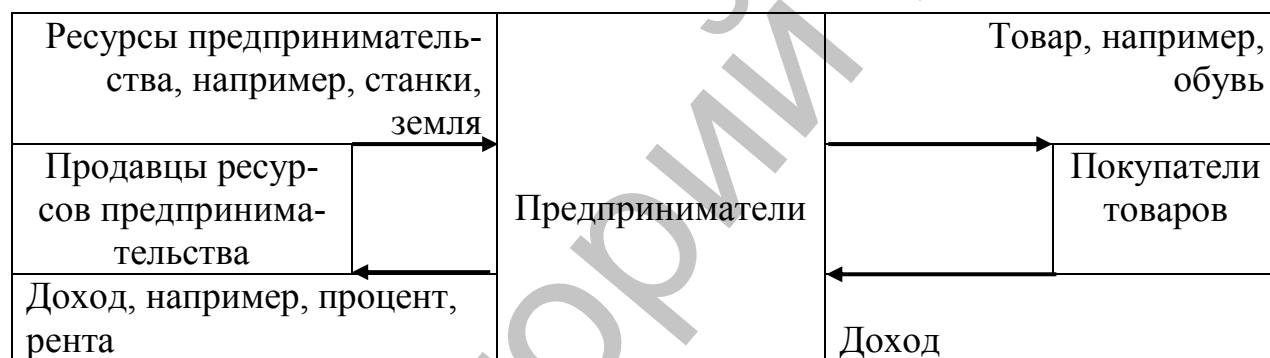 Ресурсы предприниматель-
ства, например, станки,
земля
Товар, например,
обувь
Продавцы ресур-
сов предпринима-
тельства
Предприниматели
Покупатели
товаров
Доход, например, процент,
рента
Доход